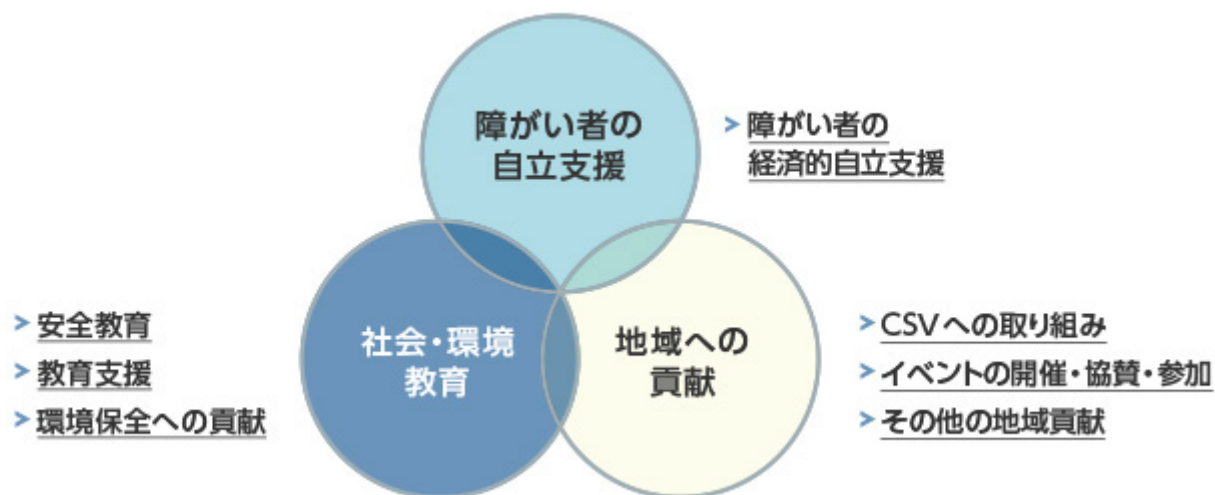 障がい者の
自立支援
> 障がい者の
経済的自立支援
社会・環境
教育
> 安全教育
> 教育支援
> 環境保全への貢献
地域への
貢献
> CSVへの取り組み
> イベントの開催・協賛・参加
> その他の地域貢献